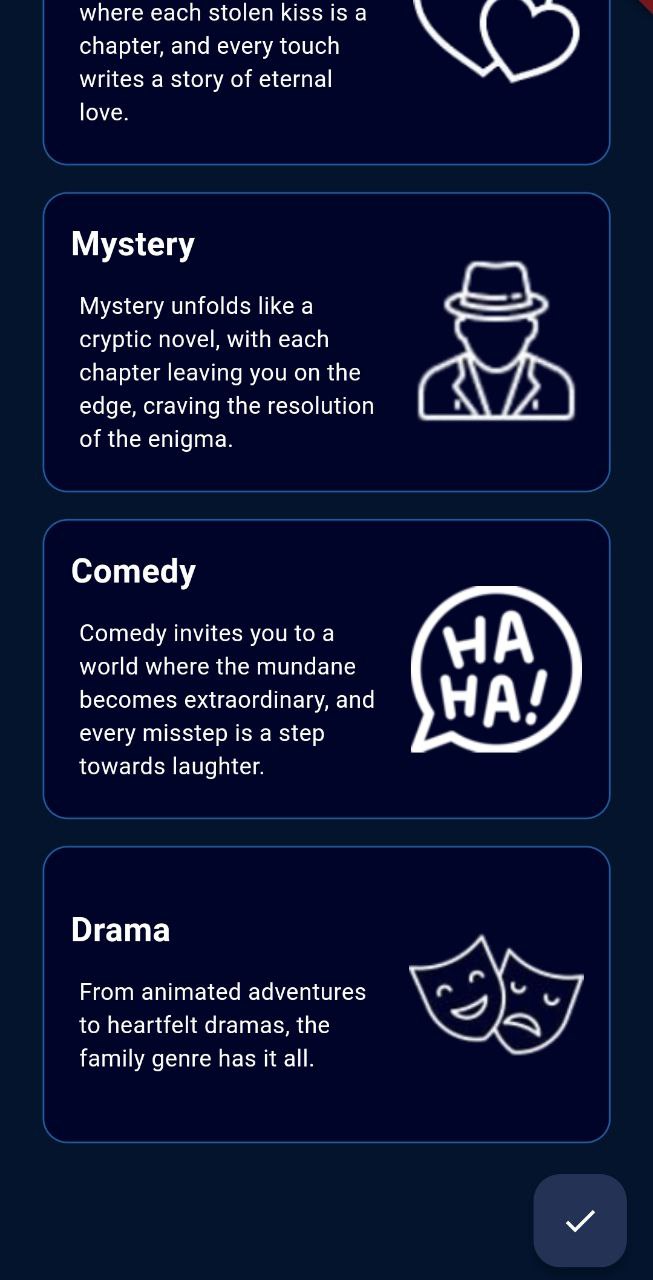 where each stolen kiss is a
chapter, and every touch
writes a story of eternal
love.
Mystery
Mystery unfolds like a
cryptic novel, with each
chapter leaving you on the
edge, craving the resolution
of the enigma.
Comedy
Comedy invites you to a
world where the mundane
becomes extraordinary, and
every misstep is a step
towards laughter.
HA
HA!
Drama
From animated adventures
to heartfelt dramas, the
family genre has it all.